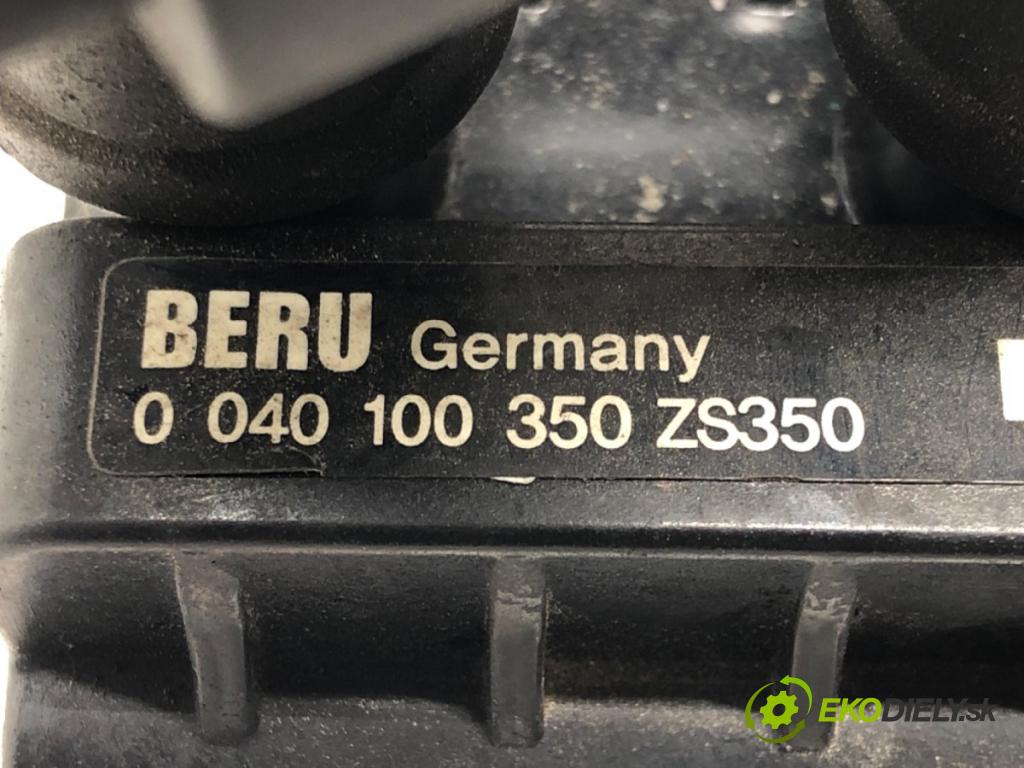 BERU Germany
0 040 100 350 ZS350
EKODIELY.sk